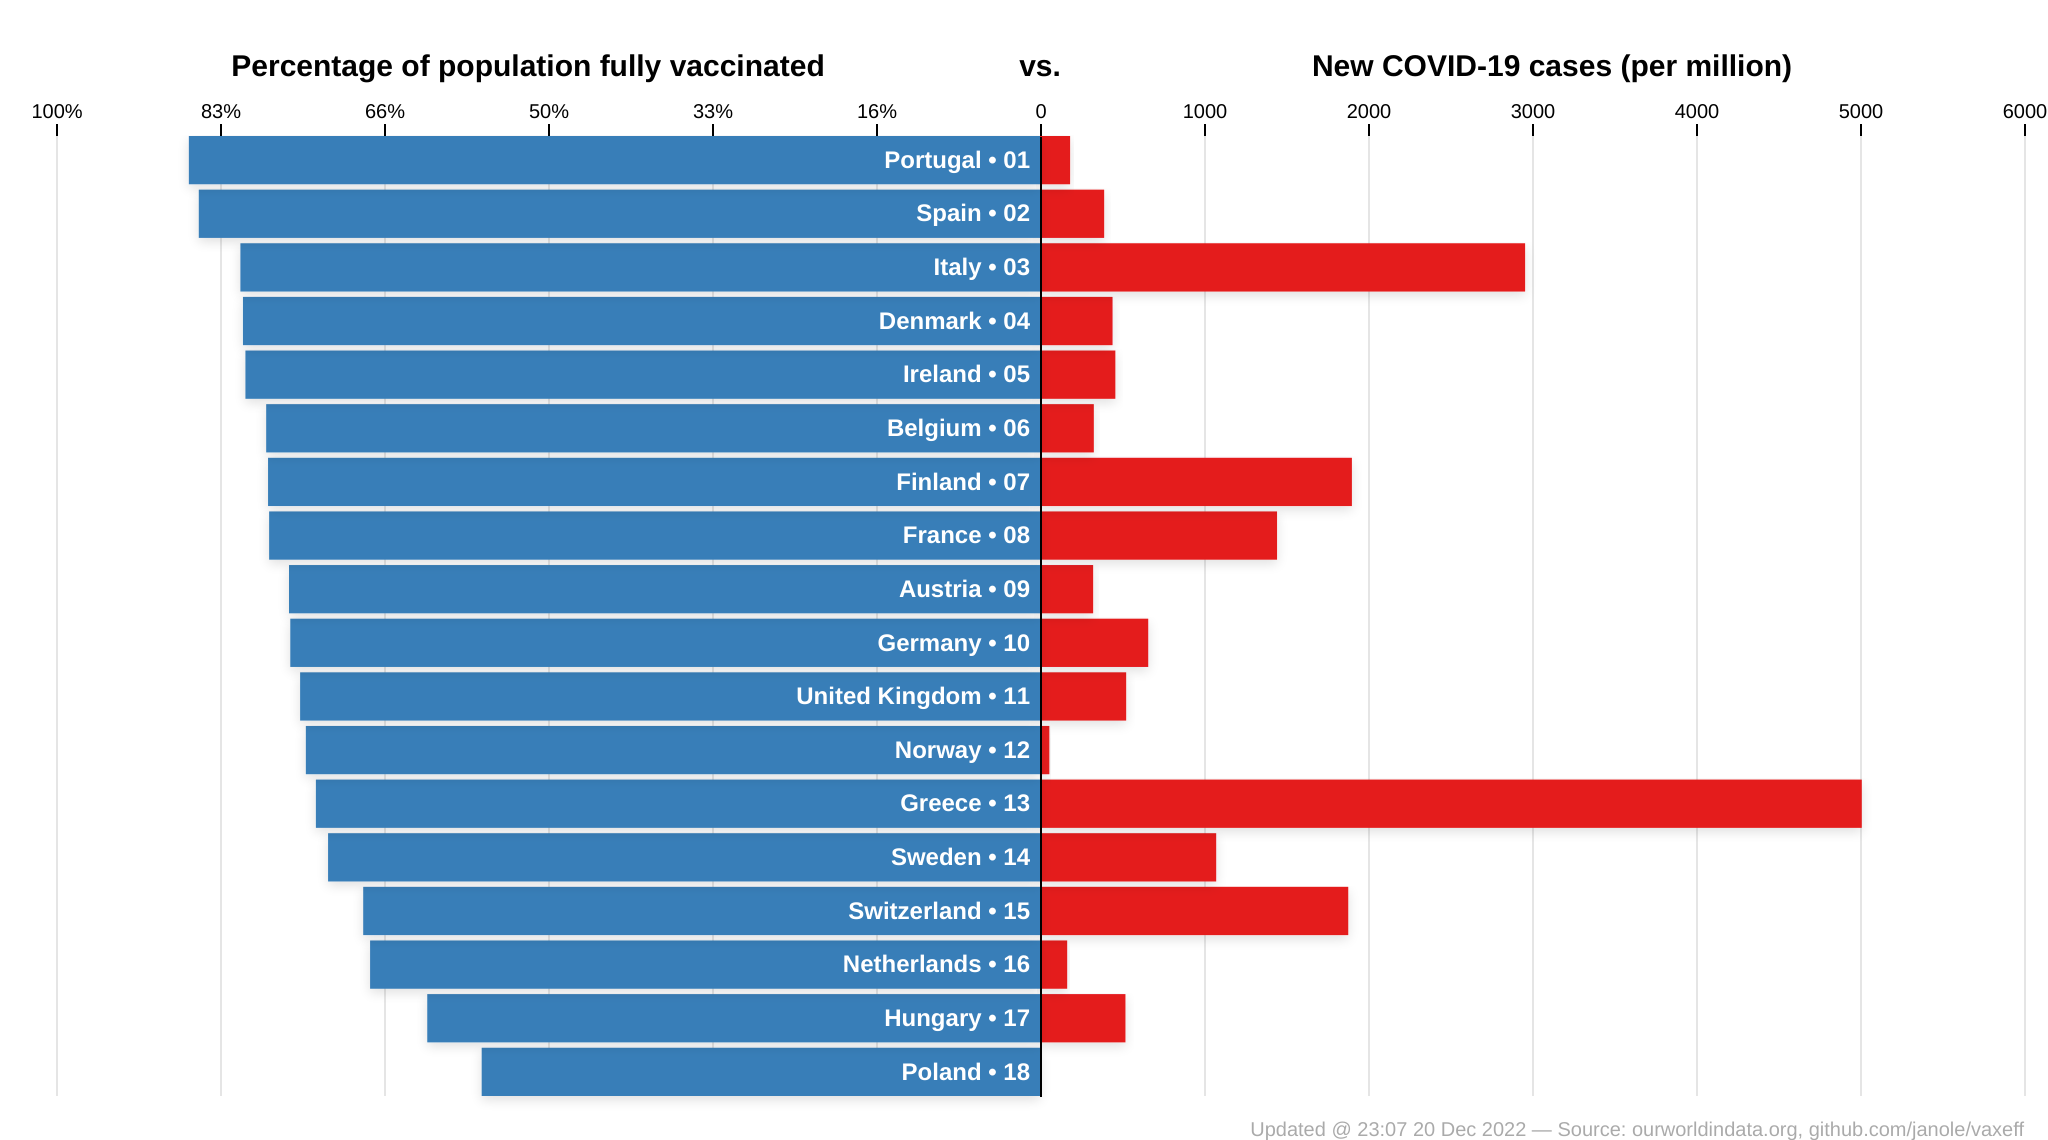 Percentage of population fully vaccinated vs. New COVID-19 cases (per million)
100% 83% 66% 50% 33% 16% 0 1000 2000 3000 4000 5000 6000
Portugal • 01
Spain • 02
Italy • 03
Denmark • 04
Ireland • 05
Belgium • 06
Finland • 07
France • 08
Austria • 09
Germany • 10
United Kingdom • 11
Norway • 12
Greece • 13
Sweden • 14
Switzerland • 15
Netherlands • 16
Hungary • 17
Poland • 18
Updated @ 23:07 20 Dec 2022 — Source: ourworldindata.org, github.com/janole/vaxeff